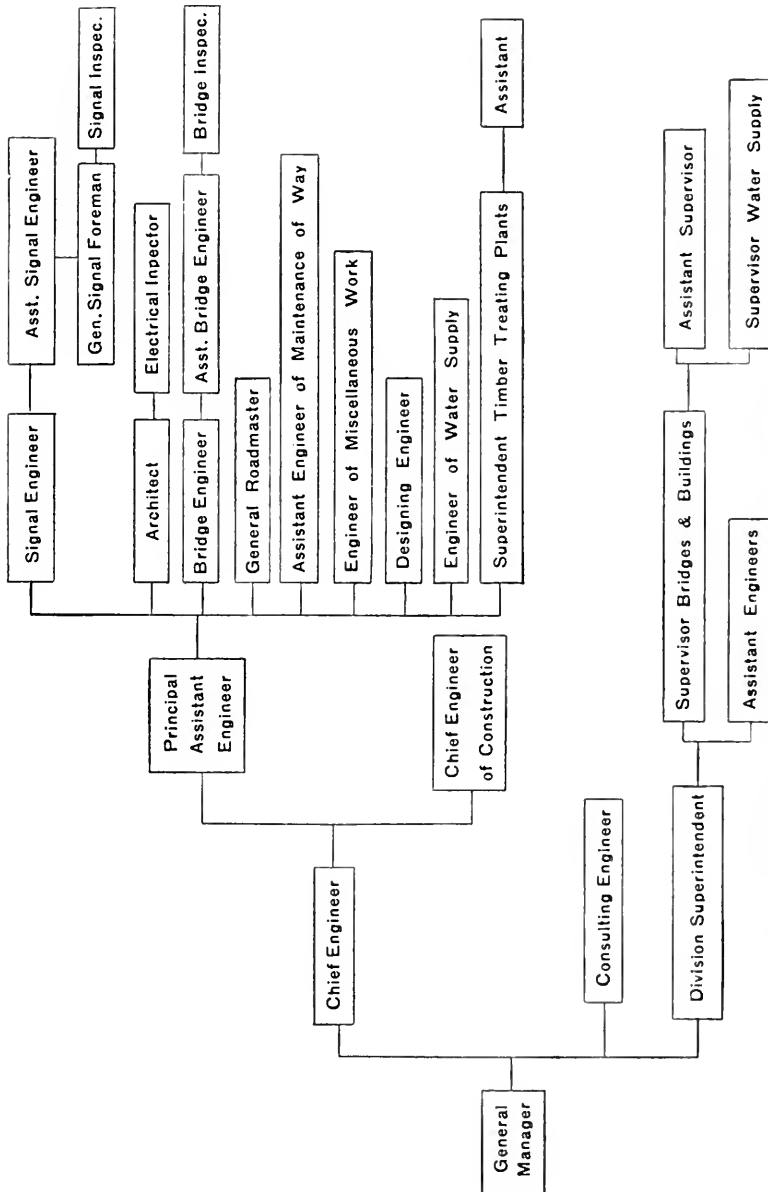 General
Manager
Chief Engineer
Consulting Engineer
Division Superintendent
Principal
Assistant
Engineer
Chief Engineer
of Construction
Signal Engineer
Asst. Signal Engineer
Gen. Signal Foreman
Signal Inspec.
Architect
Electrical Inpector
Bridge Engineer
Asst. Bridge Engineer
Bridge Inspec.
General Roadmaster
Assistant Engineer of Maintenance of Way
Engineer of Miscellaneous Work
Designing Engineer
Engineer of Water Supply
Superintendent Timber Treating Plants
Assistant
Supervisor Bridges & Buildings
Assistant Engineers
Assistant Supervisor
Supervisor Water Supply